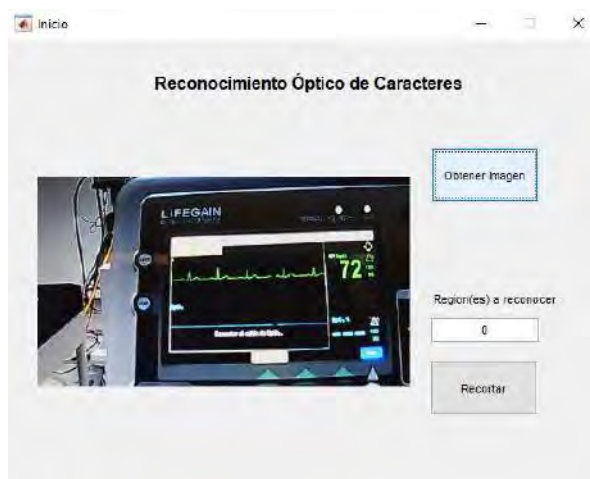 Inicio
Reconocimiento Óptico de Caracteres
Obtener Imagen
LIFEGAIN
72
Region(es) a reconocer
0
Recortar